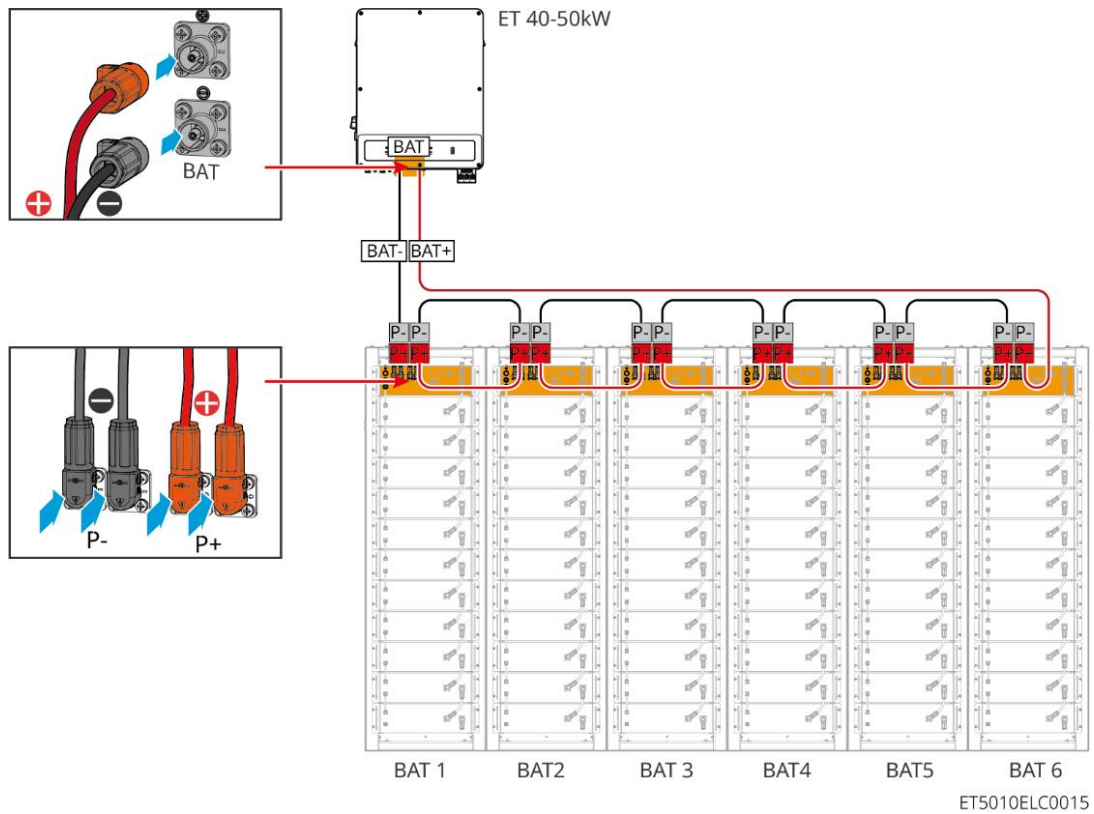 ET 40-50kW
BAT
BAT
BAT- BAT+
P- P- P- P- P- P- P- P- P- P- P- P-
P+ P+ P+ P+ P+ P+ P+ P+ P+ P+ P+ P+
P- P+
BAT 1 BAT2 BAT 3 BAT4 BAT5 BAT 6
ET5010ELC0015